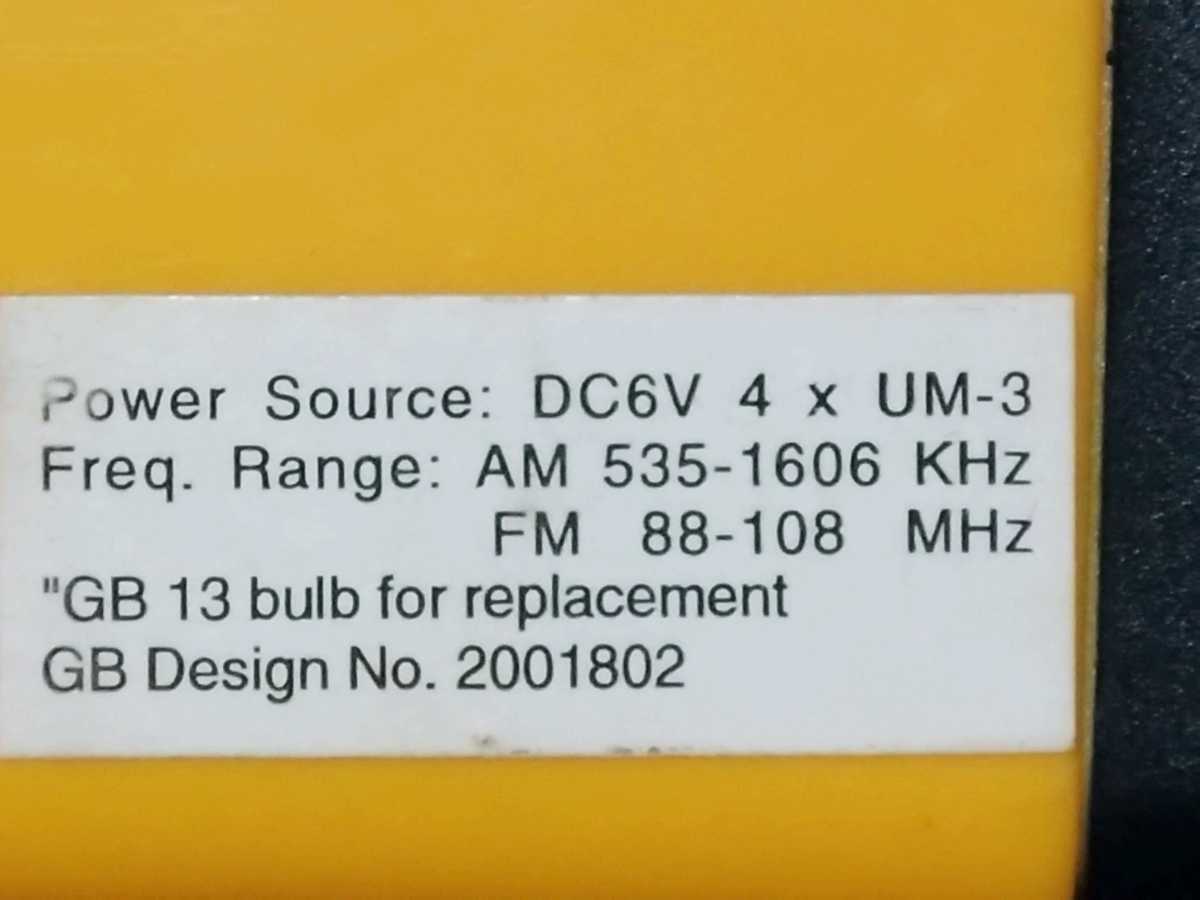 Power Source: DC6V 4 x UM-3
Freq. Range: AM 535-1606 KHz
FM 88-108 MHz
"GB 13 bulb for replacement
GB Design No. 2001802